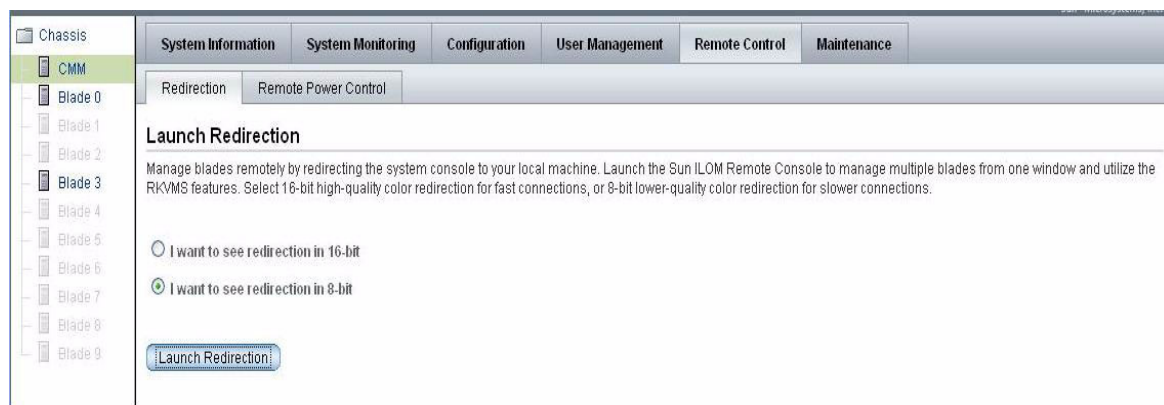 Chassis
CMM
Blade 0
Blade 1
Blade 2
Blade 3
Blade 4
Blade 5
Blade 6
Blade 7
Blade 8
Blade 9
System Information System Monitoring Configuration User Management Remote Control Maintenance
Redirection Remote Power Control
Launch Redirection
Manage blades remotely by redirecting the system console to your local machine. Launch the Sun ILOM Remote Console to manage multiple blades from one window and utilize the
RKVMS features. Select 16-bit high-quality color redirection for fast connections, or 8-bit lower-quality color redirection for slower connections.
I want to see redirection in 16-bit
I want to see redirection in 8-bit
Launch Redirection